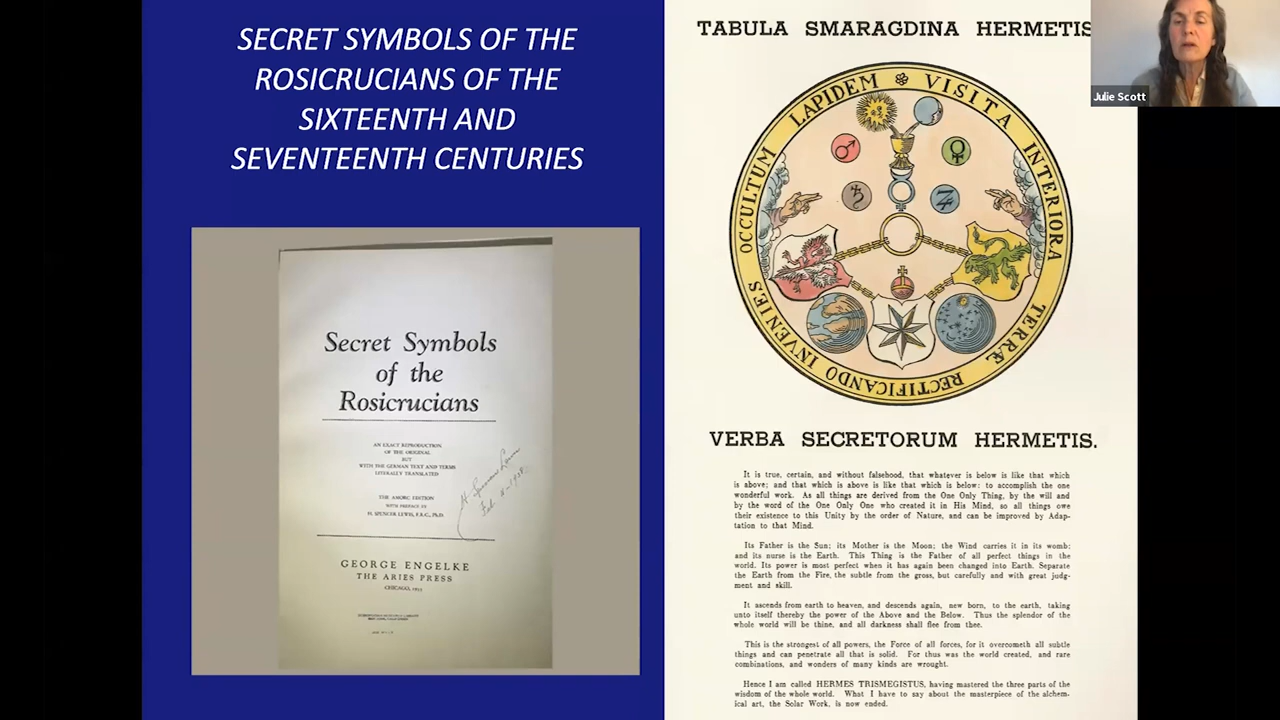 SECRET SYMBOLS OF THE
ROSICRUCIANS OF THE
SIXTEENTH AND
SEVENTEENTH CENTURIES
Secret Symbols
of the
Rosicrucians
AN EXACT REPRODUCTION
OF THE ORIGINAL
BUT
WITH THE GERMAN TEXT AND TERMS
LITERALLY TRANSLATED
THE AMORC EDITION
WITH PREFACE BY
H. SPENCER LEWIS, F.R.C., PH.D.
H. Spencer Lewis
GEORGE ENGELKE
THE ARIES PRESS
CHICAGO, 1935
TABULA SMARAGDINA HERMETIS
VISITA INTERIORA TERRÆ RECTIFICANDO INVENIES OCCULTUM LAPIDEM
VERBA SECRETORUM HERMETIS.
It is true, certain, and without falsehood, that whatever is below is like that which
is above; and that which is above is like that which is below: to accomplish the one
wonderful work. As all things are derived from the One Only Thing, by the will and
by the word of the One Only One who created it in His Mind, so all things owe
their existence to this Unity by the order of Nature, and can be improved by Adap-
tation to that Mind.
Its Father is the Sun; its Mother is the Moon; the Wind carries it in its womb;
and its nurse is the Earth. This Thing is the Father of all perfect things in the
world. Its power is most perfect when it has again been changed into Earth. Separate
the Earth from the Fire, the subtle from the gross, but carefully and with great judg-
ment and skill.
It ascends from earth to heaven, and descends again, new born, to the earth, taking
unto itself thereby the power of the Above and the Below. Thus the splendor of the
whole world will be thine, and all darkness shall flee from thee.
This is the strongest of all powers, the Force of all forces, for it overcometh all subtle
things and can penetrate all that is solid. For thus was the world created, and rare
combinations, and wonders of many kinds are wrought.
Hence I am called HERMES TRISMEGISTUS, having mastered the three parts of the
wisdom of the whole world. What I have to say about the masterpiece of the alchem-
ical art, the Solar Work, is now ended.
Julie Scott